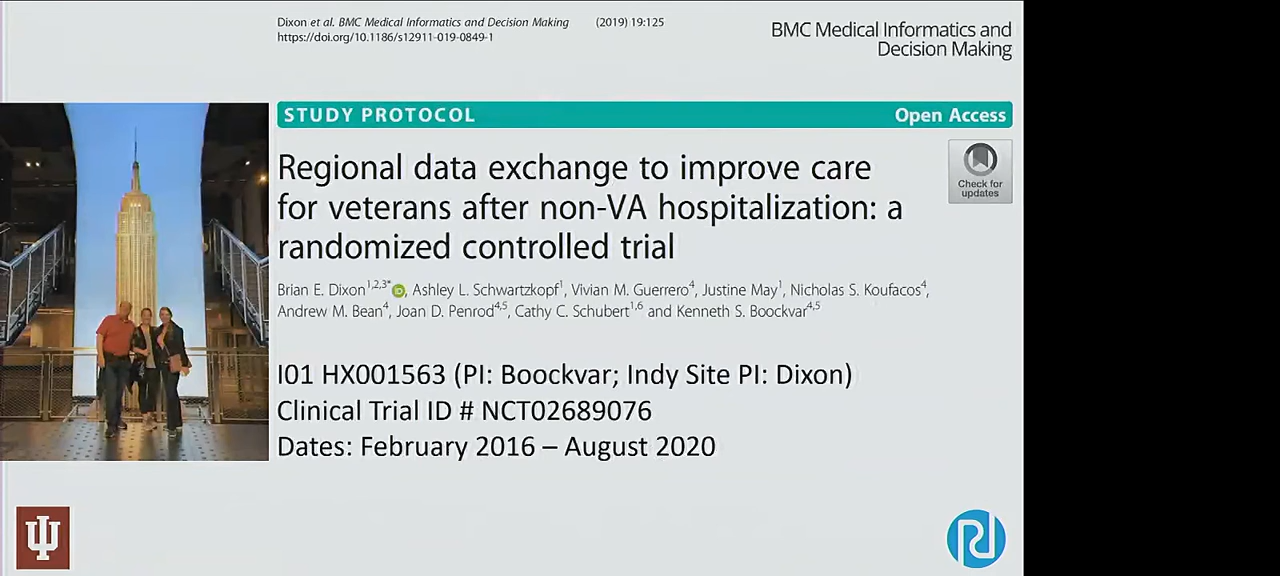 Dixon et al. BMC Medical Informatics and Decision Making (2019) 19:125
https://doi.org/10.1186/s12911-019-0849-1
BMC Medical Informatics and
Decision Making
STUDY PROTOCOL Open Access
Regional data exchange to improve care
for veterans after non-VA hospitalization: a
randomized controlled trial
Check for
updates
Brian E. Dixon1,2,3* iD, Ashley L. Schwartzkopf1, Vivian M. Guerrero4, Justine May1, Nicholas S. Koufacos4,
Andrew M. Bean4, Joan D. Penrod4,5, Cathy C. Schubert1,6 and Kenneth S. Boockvar4,5
I01 HX001563 (PI: Boockvar; Indy Site PI: Dixon)
Clinical Trial ID # NCT02689076
Dates: February 2016 – August 2020